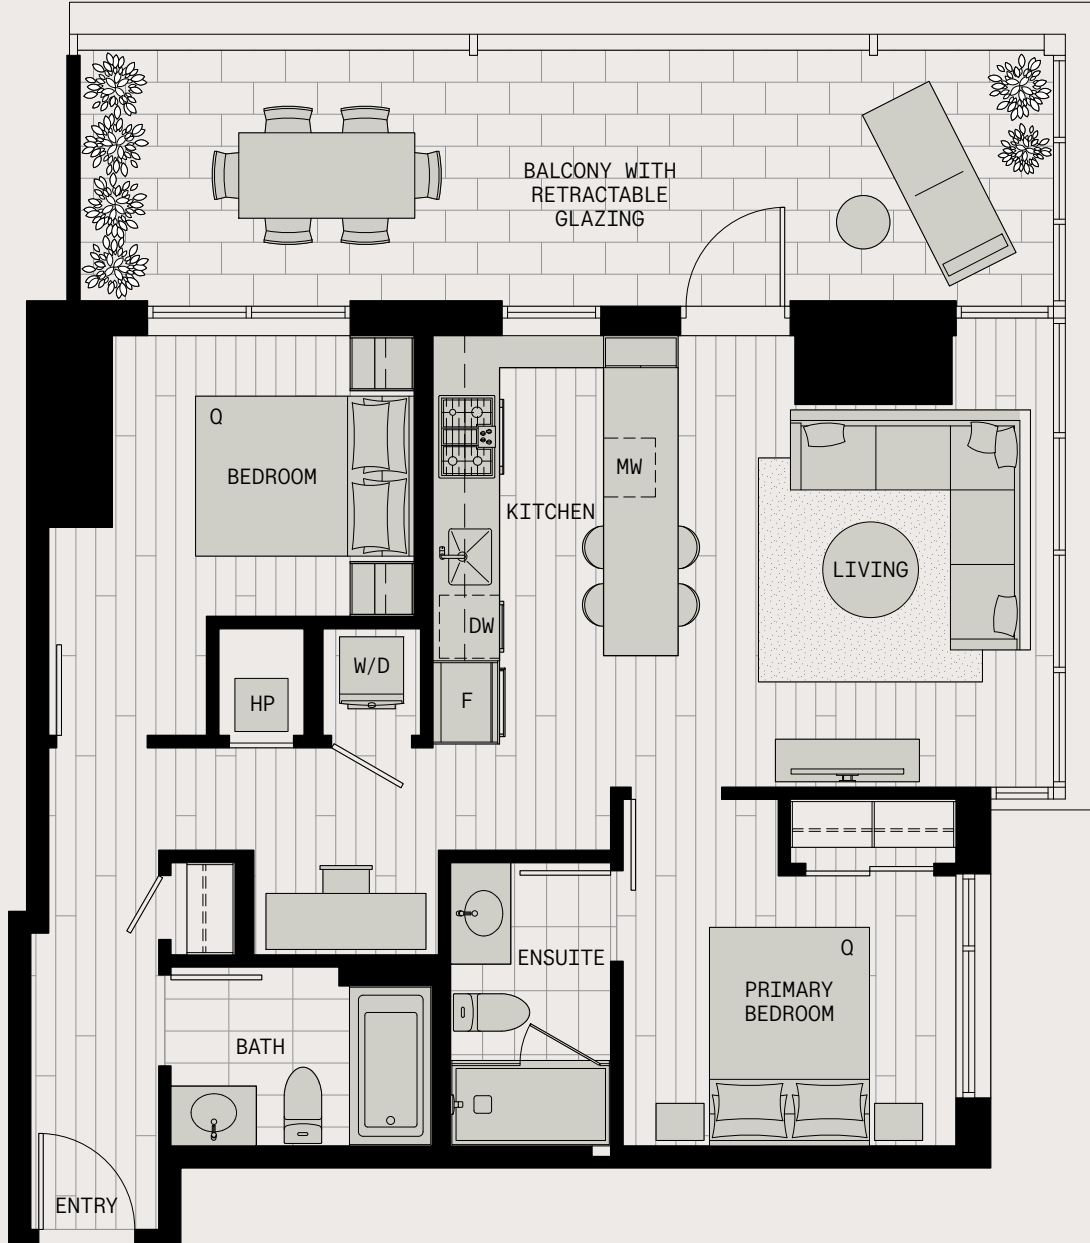 BALCONY WITH
RETRACTABLE
GLAZING
Q
BEDROOM
MW
KITCHEN
LIVING
DW
W/D
HP
F
ENSUITE
Q
PRIMARY
BEDROOM
BATH
ENTRY